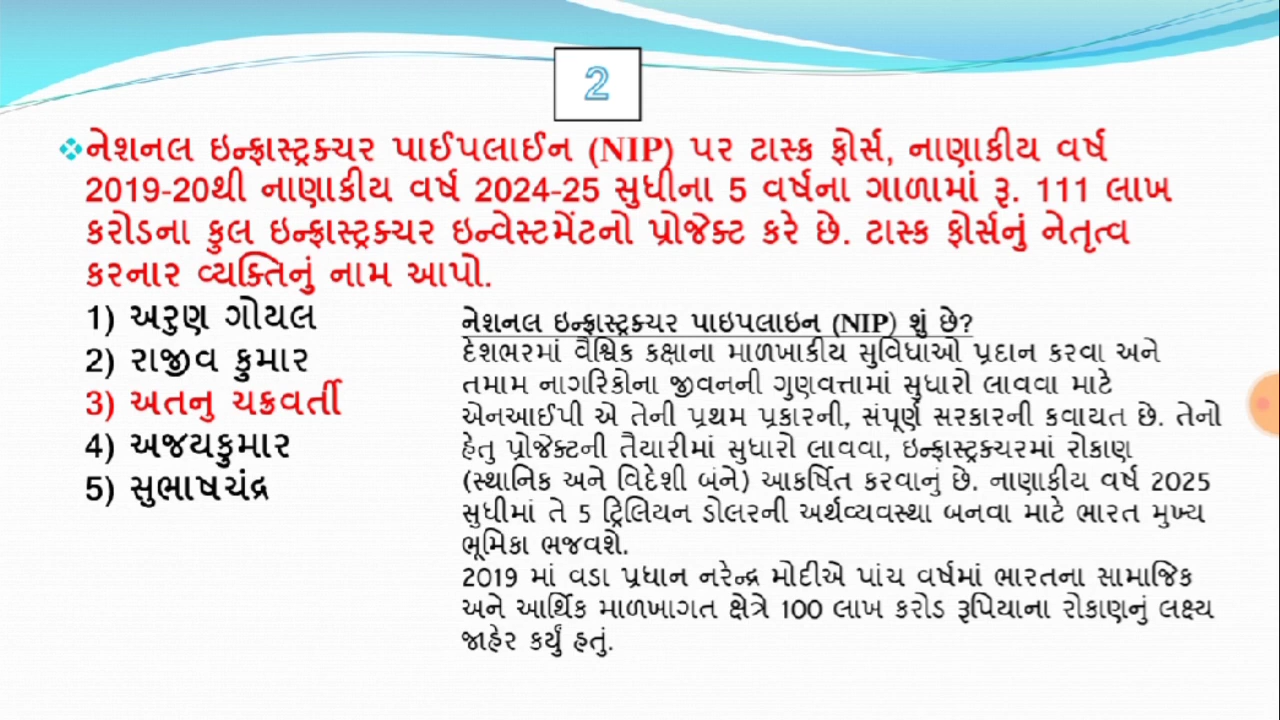 2
નેશનલ ઇન્ફ્રાસ્ટ્રક્ચર પાઈપલાઈન (NIP) પર ટાસ્ક ફોર્સ, નાણાકીય વર્ષ
2019-20થી નાણાકીય વર્ષ 2024-25 સુધીના 5 વર્ષના ગાળામાં રૂ. 111 લાખ
કરોડના કુલ ઇન્ફ્રાસ્ટ્રક્ચર ઇન્વેસ્ટમેંટનો પ્રોજેક્ટ કરે છે. ટાસ્ક ફોર્સનું નેતૃત્વ
કરનાર વ્યક્તિનું નામ આપો.
1) અરુણ ગોયલ
2) રાજીવ કુમાર
3) અતનુ ચક્રવર્તી
4) અજયકુમાર
5) સુભાષચંદ્ર
નેશનલ ઇન્ફ્રાસ્ટ્રક્ચર પાઇપલાઇન (NIP) શું છે?
દેશભરમાં વૈશ્વિક કક્ષાના માળખાકીય સુવિધાઓ પ્રદાન કરવા અને
તમામ નાગરિકોના જીવનની ગુણવત્તામાં સુધારો લાવવા માટે
એનઆઈપી એ તેની પ્રથમ પ્રકારની, સંપૂર્ણ સરકારની કવાયત છે. તેનો
હેતુ પ્રોજેક્ટની તૈયારીમાં સુધારો લાવવા, ઇન્ફ્રાસ્ટ્રક્ચરમાં રોકાણ
(સ્થાનિક અને વિદેશી બંને) આકર્ષિત કરવાનું છે. નાણાકીય વર્ષ 2025
સુધીમાં તે 5 ટ્રિલિયન ડોલરની અર્થવ્યવસ્થા બનવા માટે ભારત મુખ્ય
ભૂમિકા ભજવશે.
2019 માં વડા પ્રધાન નરેન્દ્ર મોદીએ પાંચ વર્ષમાં ભારતના સામાજિક
અને આર્થિક માળખાગત ક્ષેત્રે 100 લાખ કરોડ રૂપિયાના રોકાણનું લક્ષ્ય
જાહેર કર્યું હતું.